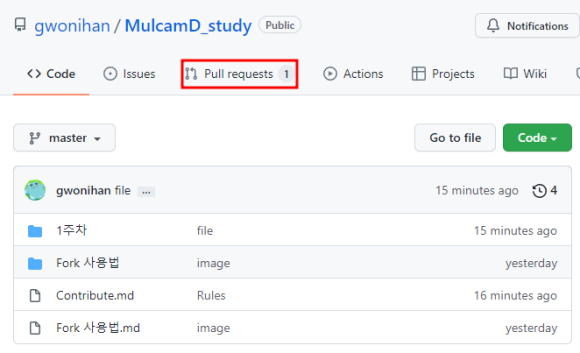 gwonihan / MulcamD_study Public Notifications
Code Issues Pull requests 1 Actions Projects Wiki
master Go to file Code
gwonihan file ... 15 minutes ago 4
1주차 file 15 minutes ago
Fork 사용법 image yesterday
Contribute.md Rules 16 minutes ago
Fork 사용법.md image yesterday